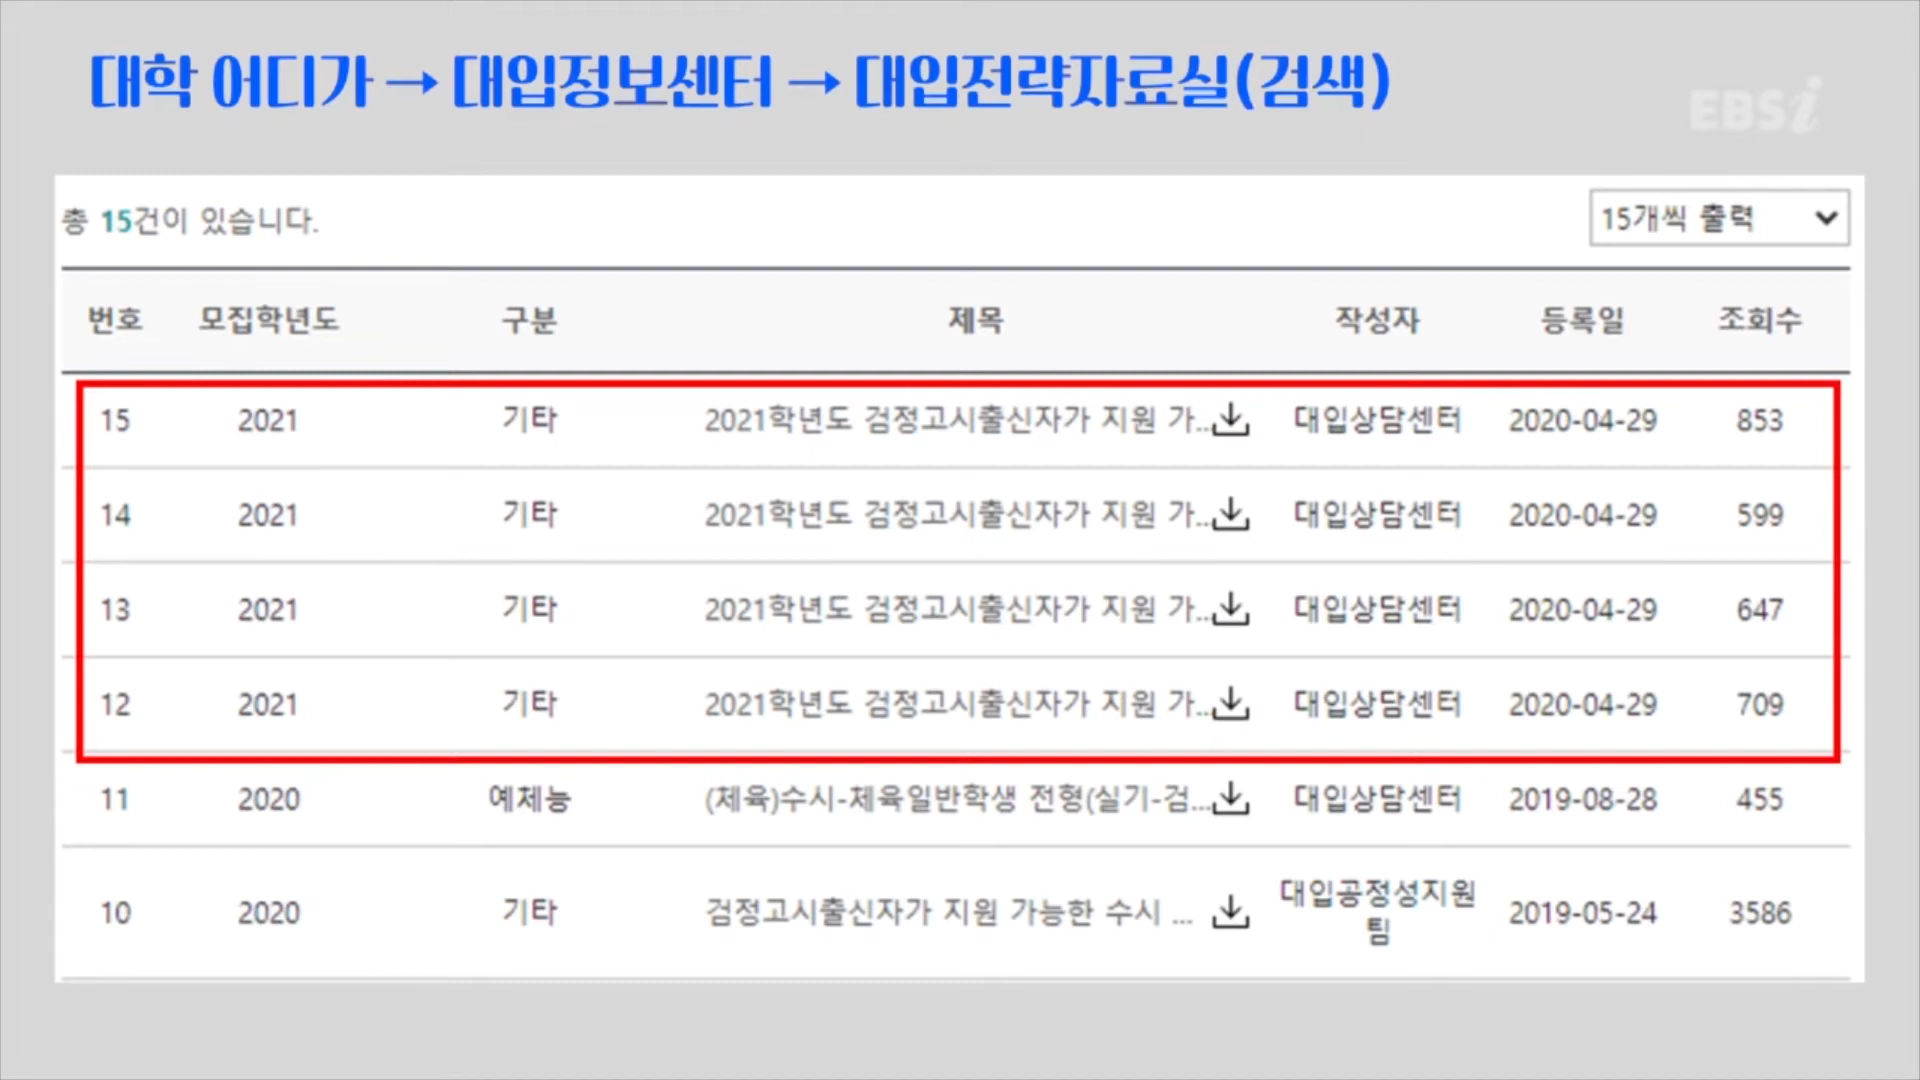 대학 어디가 → 대입정보센터 → 대입전략자료실(검색)
EBSi
총 15건이 있습니다.
15개씩 출력
번호 모집학년도 구분 제목 작성자 등록일 조회수
15 2021 기타 2021학년도 검정고시출신자가 지원 가... 대입상담센터 2020-04-29 853
14 2021 기타 2021학년도 검정고시출신자가 지원 가... 대입상담센터 2020-04-29 599
13 2021 기타 2021학년도 검정고시출신자가 지원 가... 대입상담센터 2020-04-29 647
12 2021 기타 2021학년도 검정고시출신자가 지원 가... 대입상담센터 2020-04-29 709
11 2020 예체능 (체육)수시-체육일반학생 전형(실기-검... 대입상담센터 2019-08-28 455
10 2020 기타 검정고시출신자가 지원 가능한 수시 ... 대입공정성지원 2019-05-24 3586
팀